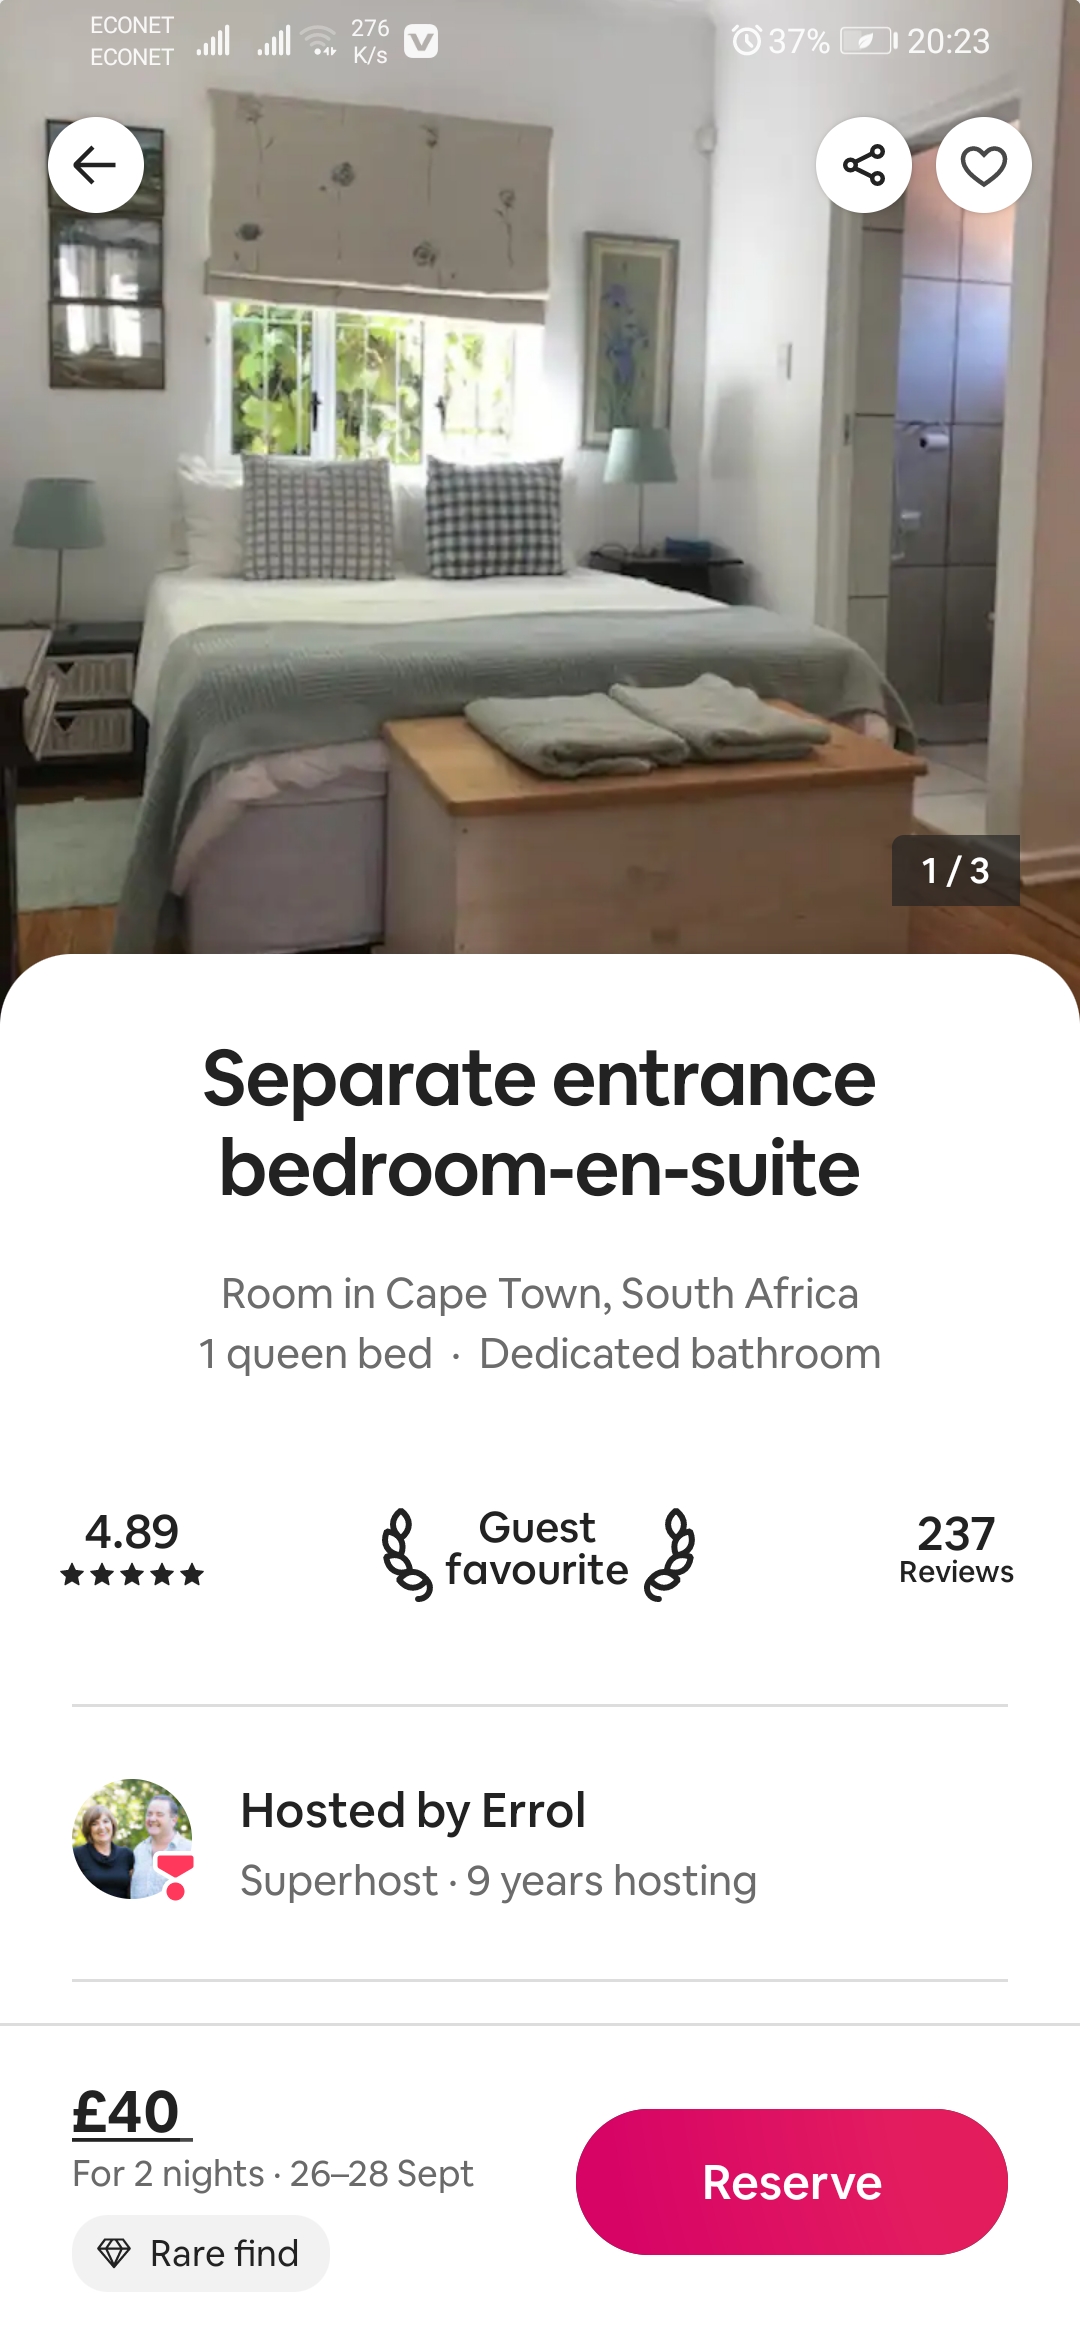 ECONET
ECONET
276
K/s
37%
20:23
1 / 3
Separate entrance
bedroom-en-suite
Room in Cape Town, South Africa
1 queen bed · Dedicated bathroom
4.89
Guest
favourite
237
Reviews
Hosted by Errol
Superhost · 9 years hosting
£40
For 2 nights · 26–28 Sept
Rare find
Reserve